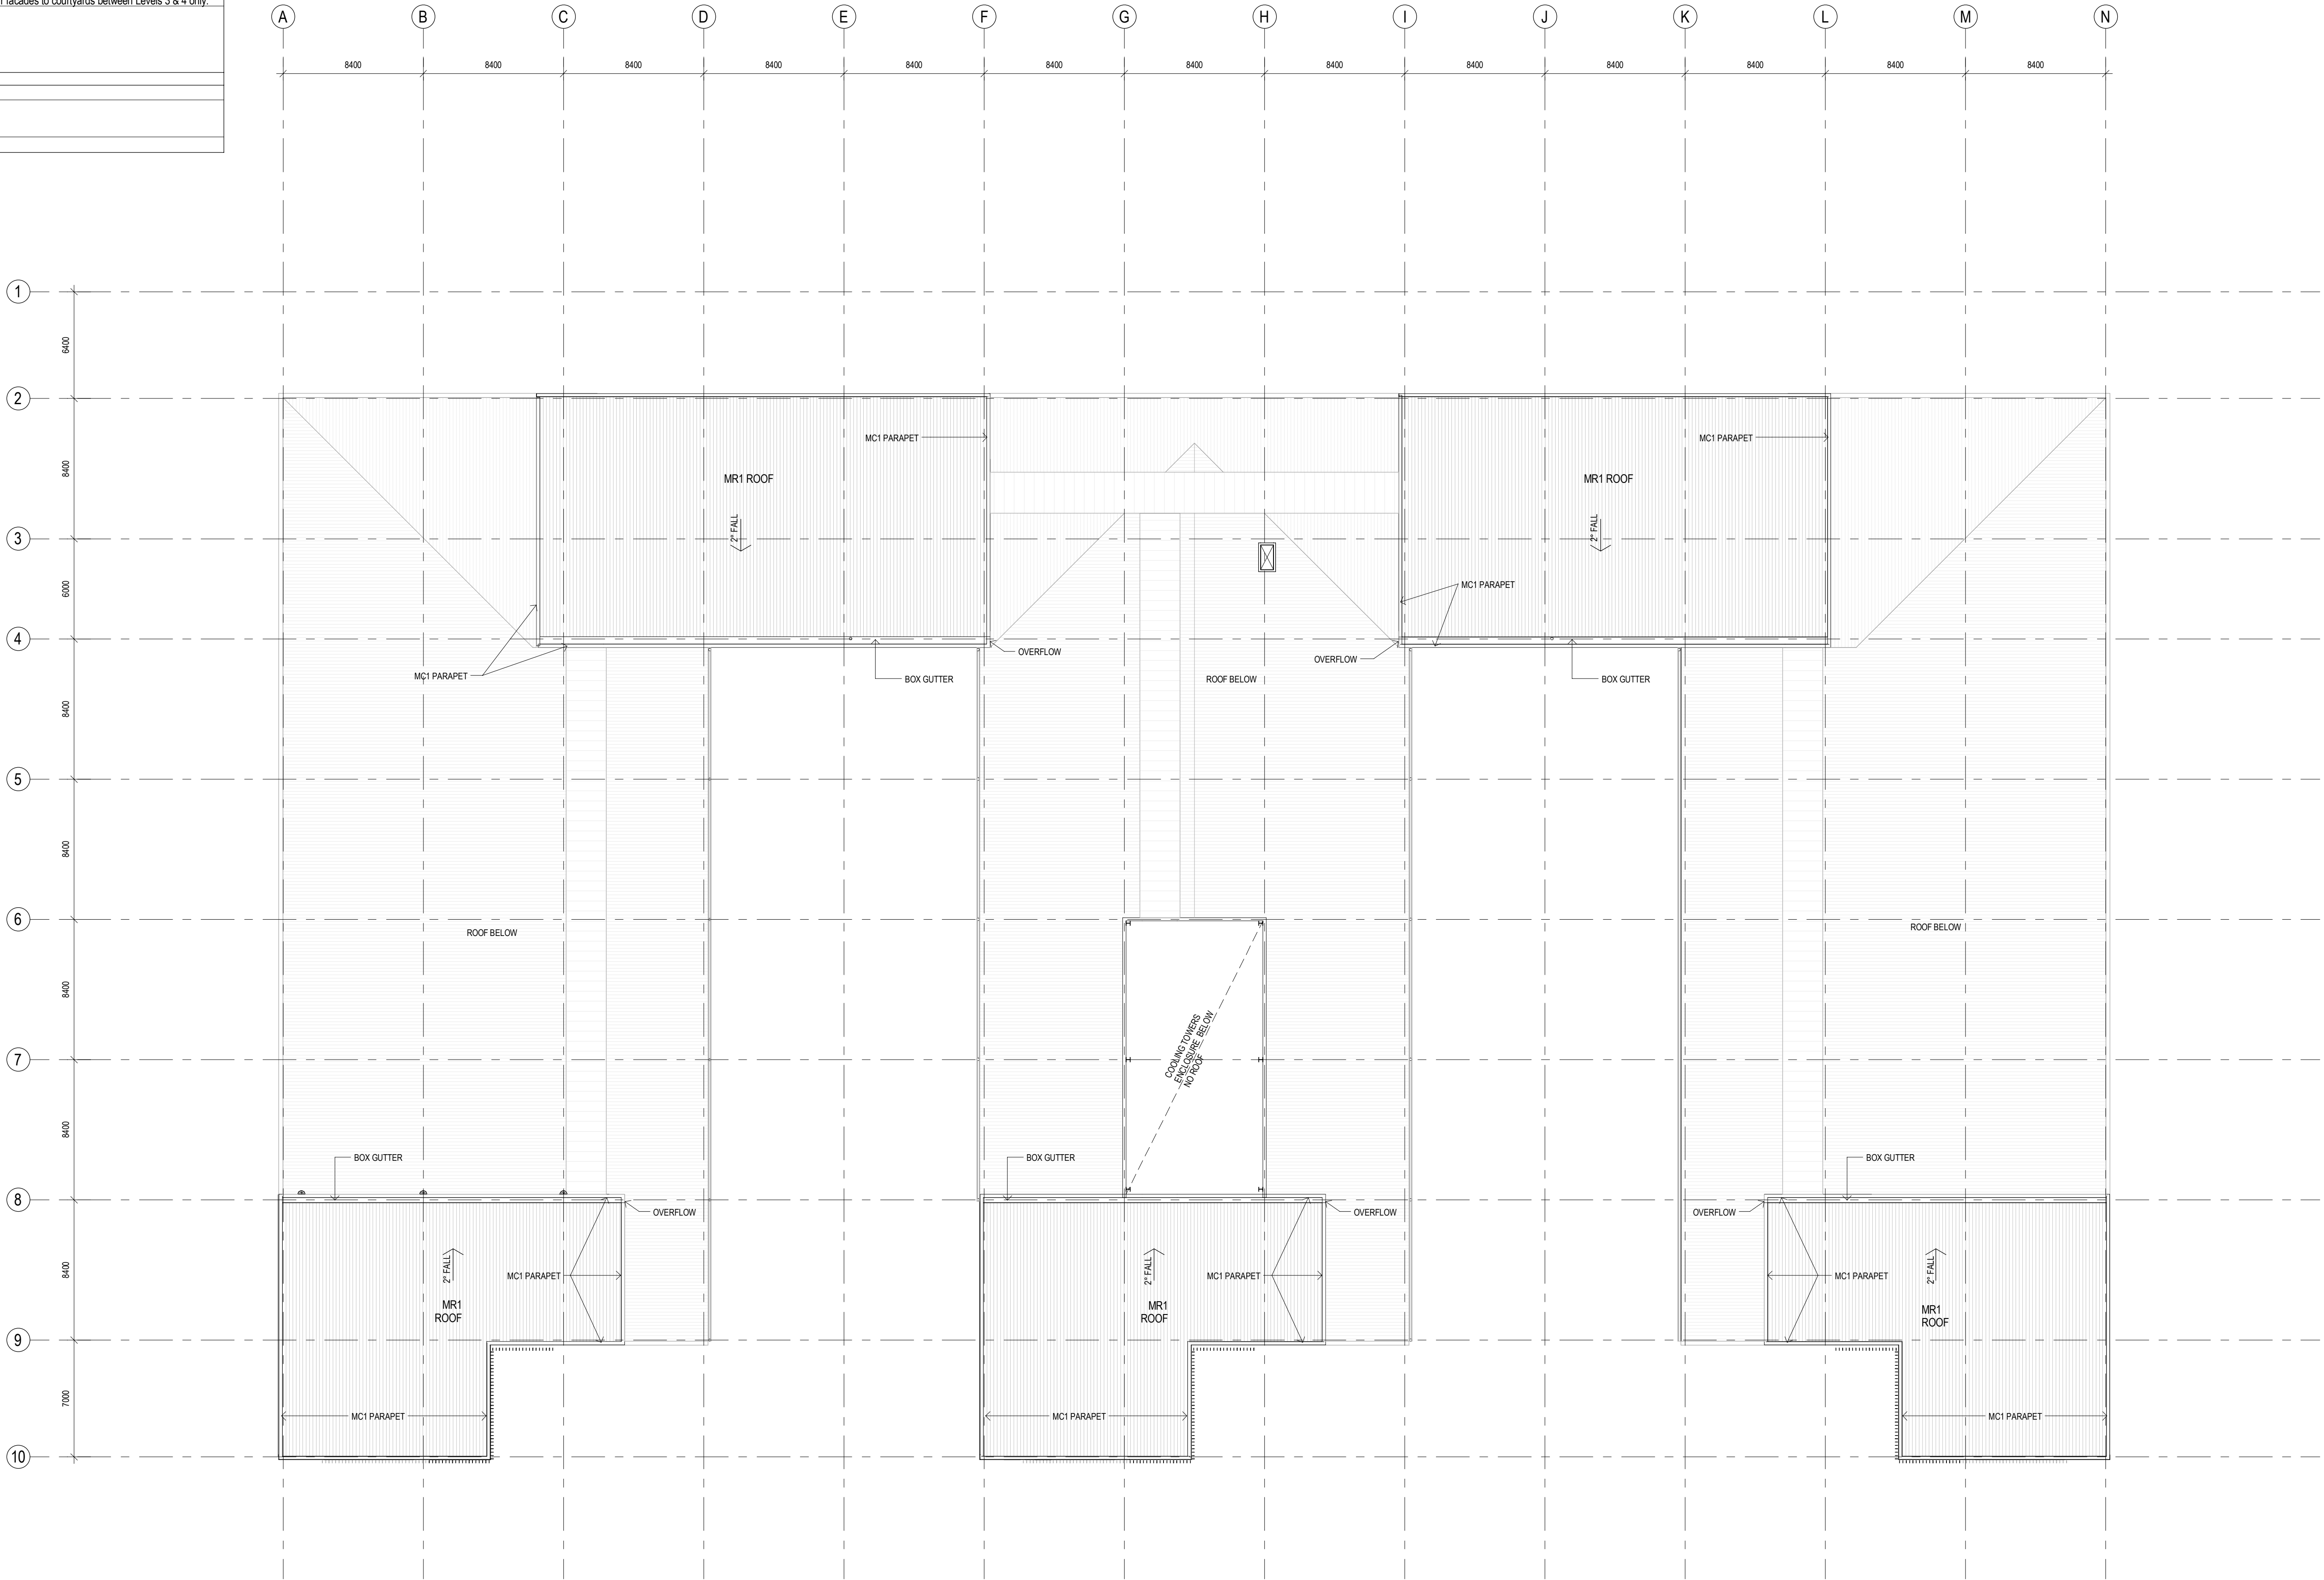 facades to courtyards between Levels 3 & 4 only.
A B C D E F G H I J K L M N
8400 8400 8400 8400 8400 8400 8400 8400 8400 8400 8400 8400 8400
1
6400
2
8400
MC1 PARAPET
MC1 PARAPET
MR1 ROOF
MR1 ROOF
2° FALL
2° FALL
3
6000
MC1 PARAPET
4
OVERFLOW
OVERFLOW
MC1 PARAPET
BOX GUTTER
ROOF BELOW
BOX GUTTER
8400
5
8400
6
ROOF BELOW
ROOF BELOW
8400
COOLING TOWERS
ENCLOSURE BELOW
NO ROOF
7
8400
BOX GUTTER
BOX GUTTER
BOX GUTTER
8
OVERFLOW
OVERFLOW
OVERFLOW
8400
2° FALL
2° FALL
2° FALL
MC1 PARAPET
MC1 PARAPET
MC1 PARAPET
MR1
ROOF
MR1
ROOF
MR1
ROOF
9
7000
MC1 PARAPET
MC1 PARAPET
MC1 PARAPET
10